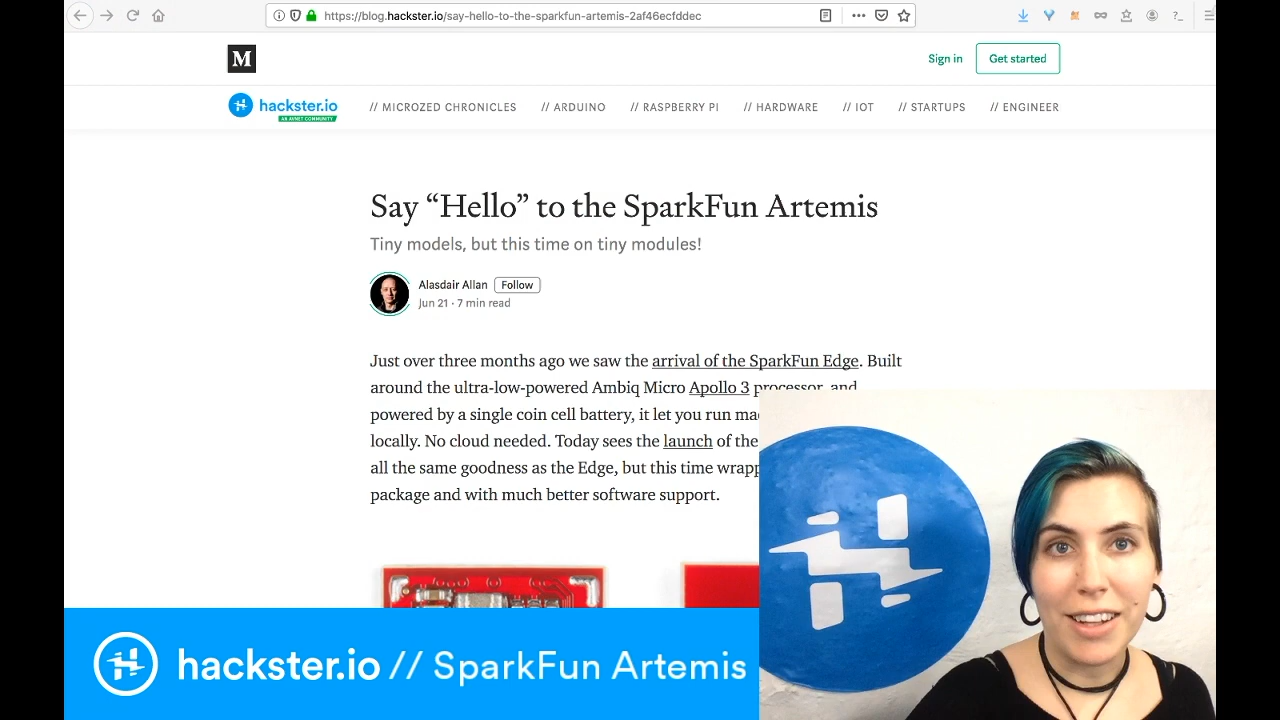 https://blog.hackster.io/say-hello-to-the-sparkfun-artemis-2af46ecfddec
M
Sign in
Get started
hackster.io
AN AVNET COMMUNITY
// MICROZED CHRONICLES // ARDUINO // RASPBERRY PI // HARDWARE // IOT // STARTUPS // ENGINEER
Say “Hello” to the SparkFun Artemis
Tiny models, but this time on tiny modules!
Alasdair Allan Follow
Jun 21 · 7 min read
Just over three months ago we saw the arrival of the SparkFun Edge. Built
around the ultra-low-powered Ambiq Micro Apollo 3 processor, and
powered by a single coin cell battery, it let you run ma
locally. No cloud needed. Today sees the launch of the
all the same goodness as the Edge, but this time wrapp
package and with much better software support.
hackster.io // SparkFun Artemis